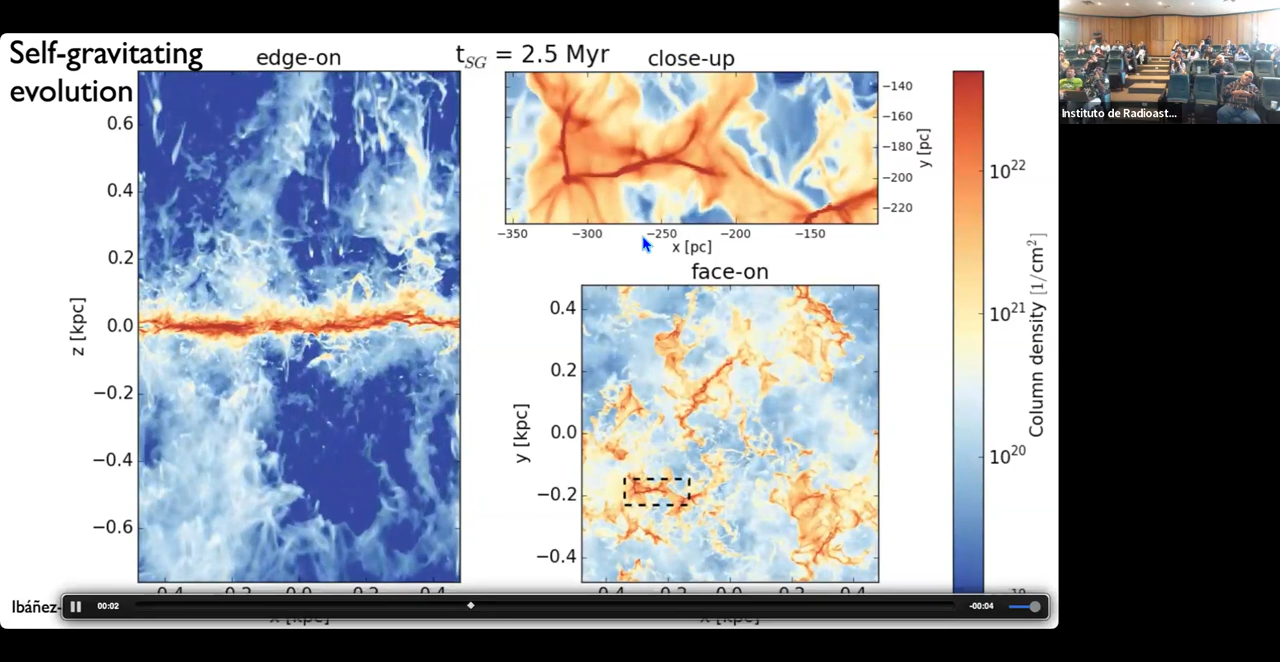 Self-gravitating
evolution
edge-on
t_SG = 2.5 Myr
close-up
0.6
0.4
0.2
0.0
−0.2
−0.4
−0.6
z [kpc]
−140
−160
−180
−200
−220
y [pc]
−350
−300
−250
−200
−150
x [pc]
face-on
0.4
0.2
0.0
−0.2
−0.4
y [kpc]
10^22
10^21
10^20
Column density [1/cm^2]
Ibáñez-
00:02
-00:04
x [kpc]
x [kpc]
Instituto de Radioast...